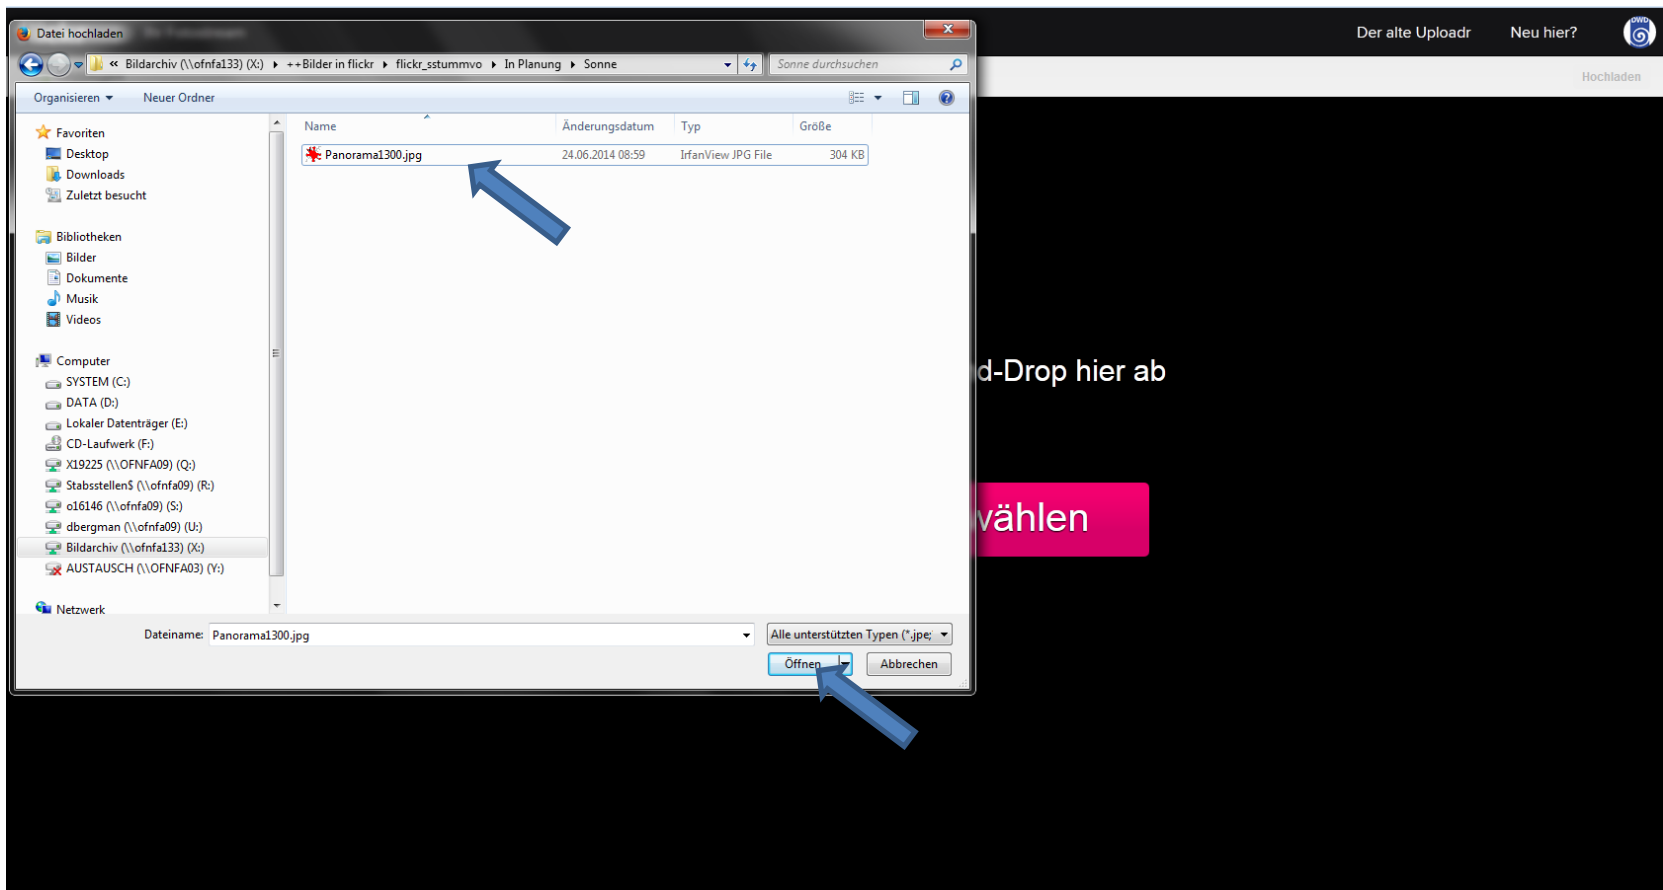 Datei hochladen
Der alte Uploadr Neu hier? DWD
« Bildarchiv (\\ofnfa133) (X:) ++Bilder in flickr flickr_sstummvo In Planung Sonne Sonne durchsuchen
Hochladen
Organisieren Neuer Ordner
Name Änderungsdatum Typ Größe
Panorama1300.jpg 24.06.2014 08:59 IrfanView JPG File 304 KB
Favoriten
Desktop
Downloads
Zuletzt besucht
Bibliotheken
Bilder
Dokumente
Musik
Videos
Computer
SYSTEM (C:)
DATA (D:)
Lokaler Datenträger (E:)
CD-Laufwerk (F:)
X19225 (\\OFNFA09) (Q:)
Stabsstellen$ (\\ofnfa09) (R:)
o16146 (\\ofnfa09) (S:)
dbergman (\\ofnfa09) (U:)
Bildarchiv (\\ofnfa133) (X:)
AUSTAUSCH (\\OFNFA03) (Y:)
Netzwerk
d-Drop hier ab
wählen
Dateiname: Panorama1300.jpg Alle unterstützten Typen (*.jpe;
Öffnen Abbrechen